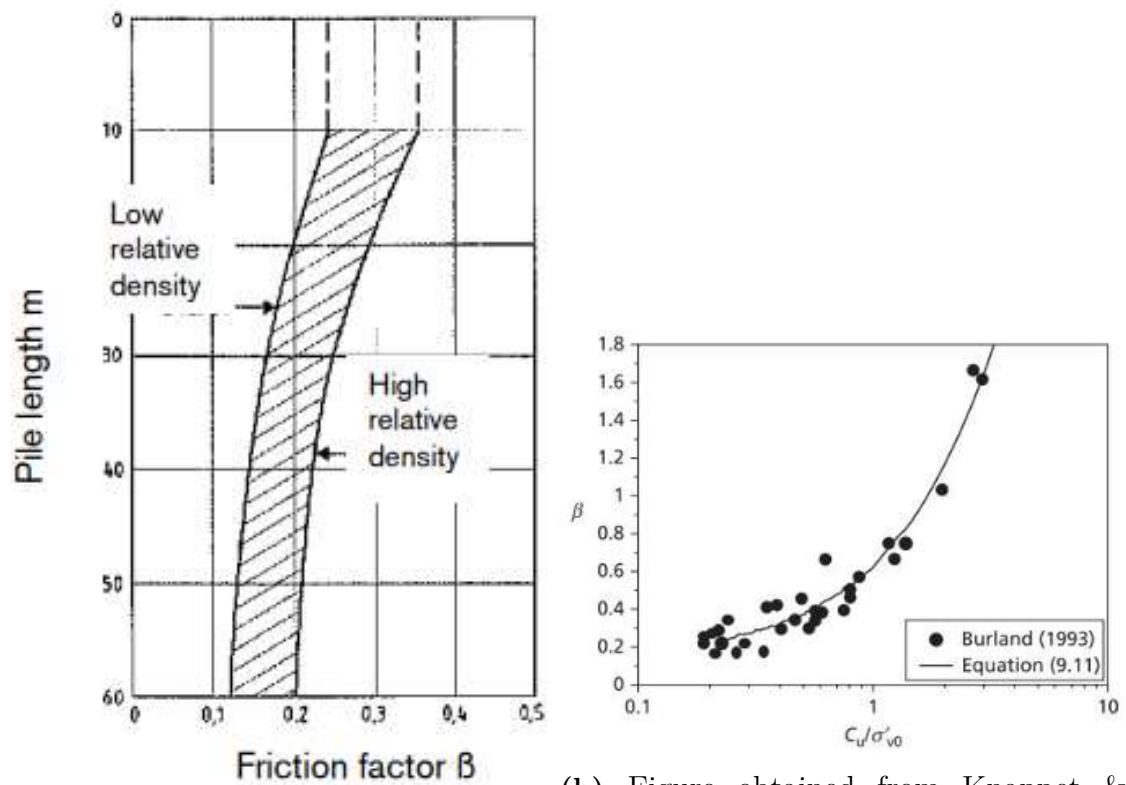 0
10
Low
relative
density
30
High
relative
density
40
50
60
0
0,1
0.2
0,3
0,4
0,5
Pile length m
Friction factor ß
1.8
1.6
1.4
1.2
1
0.8
0.6
0.4
0.2
0
β
0.1
1
10
Burland (1993)
Equation (9.11)
Cu/σ′v0
(b) Figure obtained from Knappet &